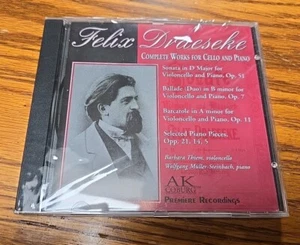 Felix Draeseke
COMPLETE WORKS FOR CELLO AND PIANO
Sonata in D Major for
Violoncello and Piano, Op. 51
Ballade/Duo in B minor for
Violoncello and Piano, Op. 7
Barcarole in A minor for
Violoncello and Piano, Op. 11
Selected Piano Pieces,
Opp. 21, 14, 5
Barbara Thiem, violoncello
Wolfgang Müller-Steinbach, piano
AK
COBURG
PREMIERE RECORDINGS